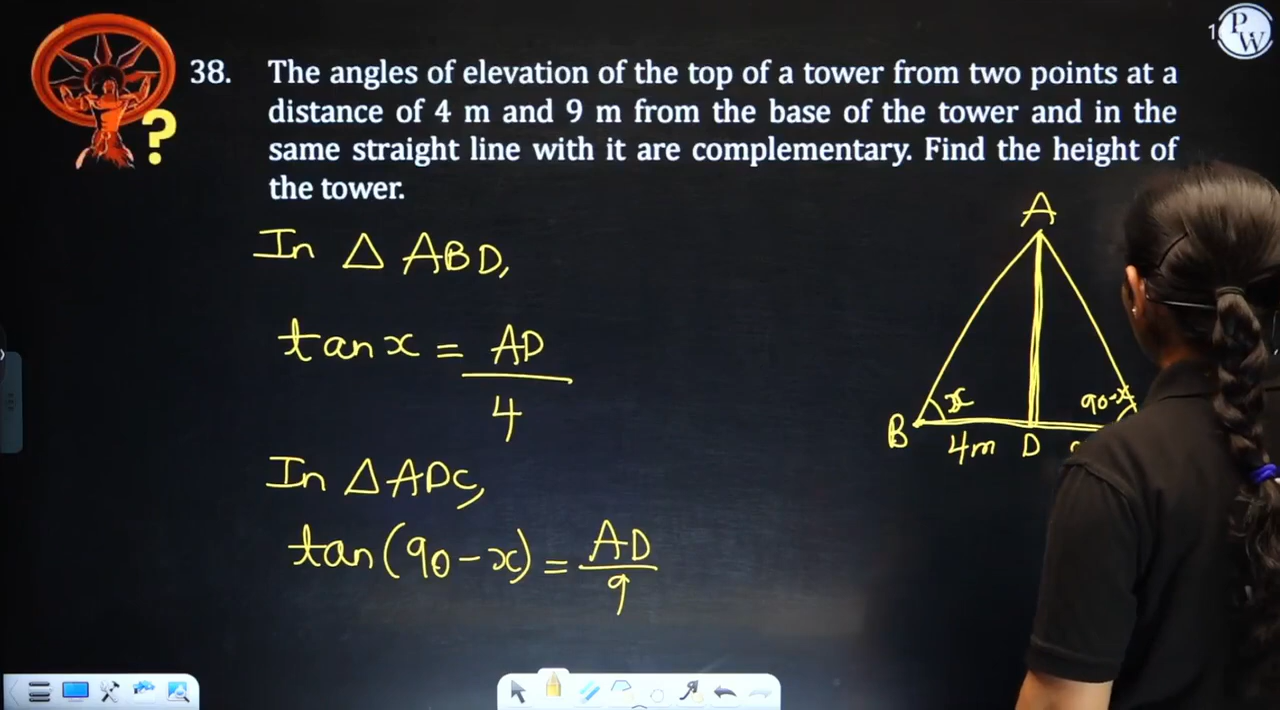 PW
1
38. The angles of elevation of the top of a tower from two points at a
distance of 4 m and 9 m from the base of the tower and in the
same straight line with it are complementary. Find the height of
the tower.
?
In △ ABD,
tan x = AD
4
In △ ADC,
tan(90-x) = AD
9
A
x
90-x
B
4m D